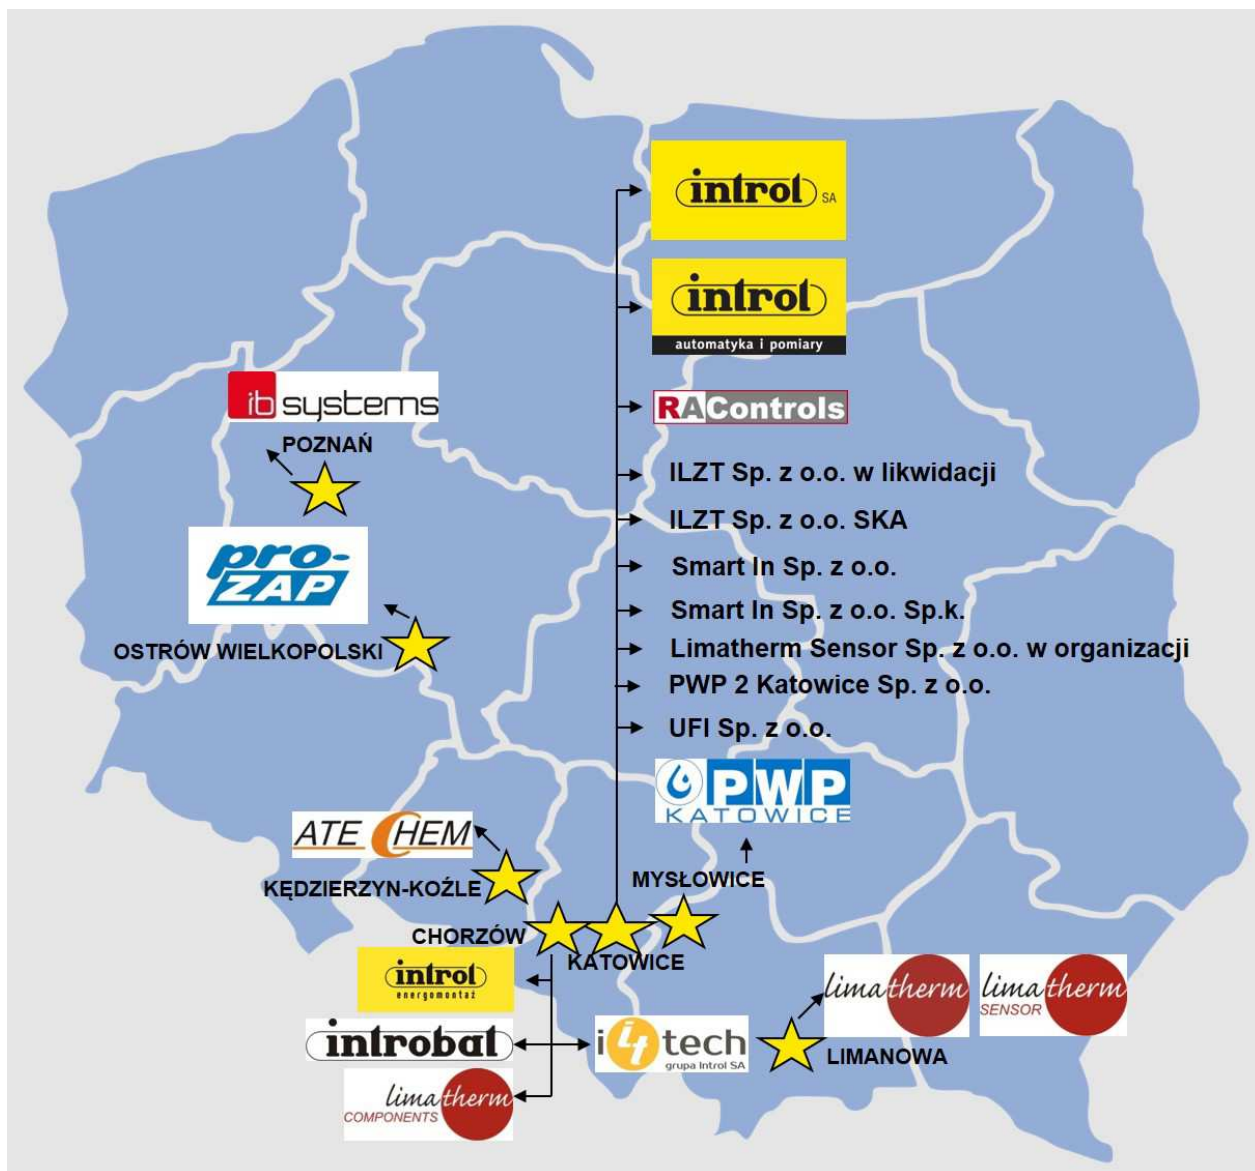 introl SA
introl
automatyka i pomiary
RAControls
ib systems
POZNAŃ
ILZT Sp. z o.o. w likwidacji
ILZT Sp. z o.o. SKA
pro-
ZAP
Smart In Sp. z o.o.
Smart In Sp. z o.o. Sp.k.
OSTRÓW WIELKOPOLSKI
Limatherm Sensor Sp. z o.o. w organizacji
PWP 2 Katowice Sp. z o.o.
UFI Sp. z o.o.
PWP
KATOWICE
ATE CHEM
KĘDZIERZYN-KOŹLE
MYSŁOWICE
CHORZÓW
KATOWICE
introl
energomontaż
introbat
i4tech
grupa Introl SA
limatherm
COMPONENTS
limatherm
limatherm
SENSOR
LIMANOWA